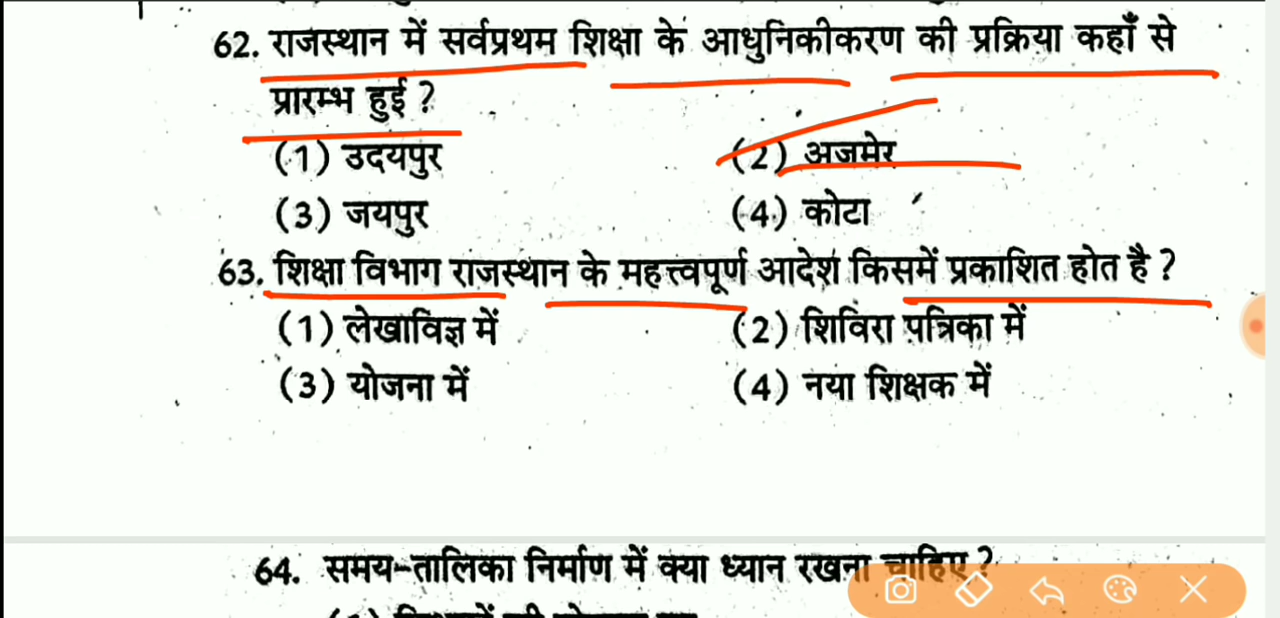 62. राजस्थान में सर्वप्रथम शिक्षा के आधुनिकीकरण की प्रक्रिया कहाँ से
प्रारम्भ हुई ?
(1) उदयपुर (2) अजमेर
(3) जयपुर (4) कोटा
63. शिक्षा विभाग राजस्थान के महत्त्वपूर्ण आदेश किसमें प्रकाशित होत है ?
(1) लेखाविज्ञ में (2) शिविरा पत्रिका में
(3) योजना में (4) नया शिक्षक में
64. समय-तालिका निर्माण में क्या ध्यान रखना चाहिए ?